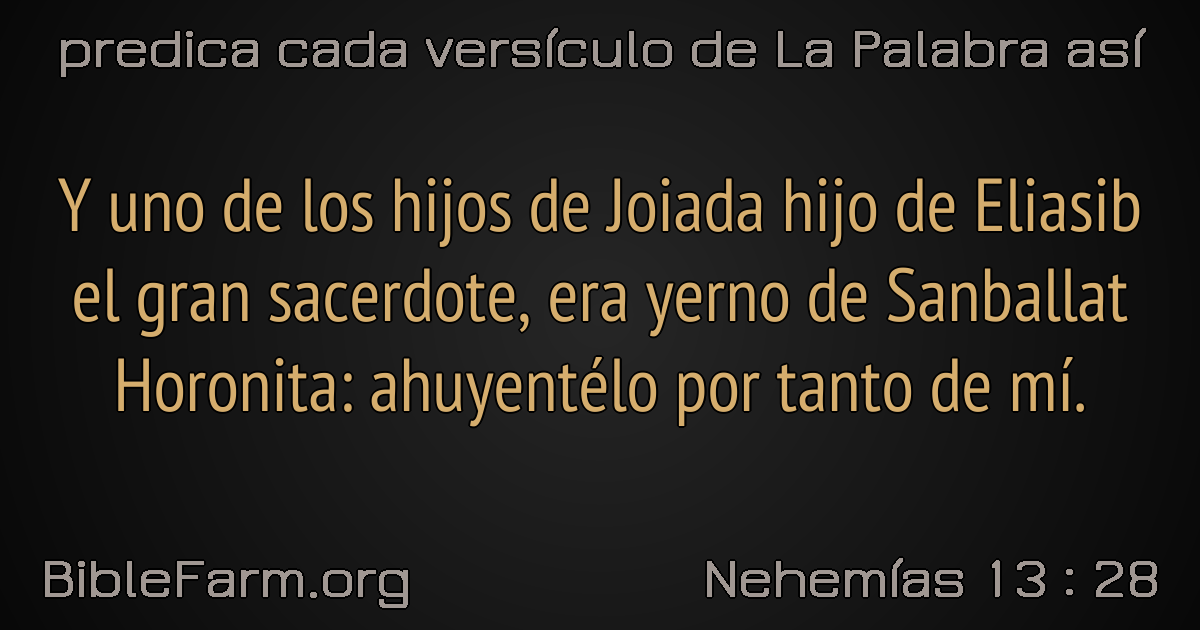 predica cada versículo de La Palabra así
Y uno de los hijos de Joiada hijo de Eliasib
el gran sacerdote, era yerno de Sanballat
Horonita: ahuyentélo por tanto de mí.
BibleFarm.org
Nehemías 13 : 28